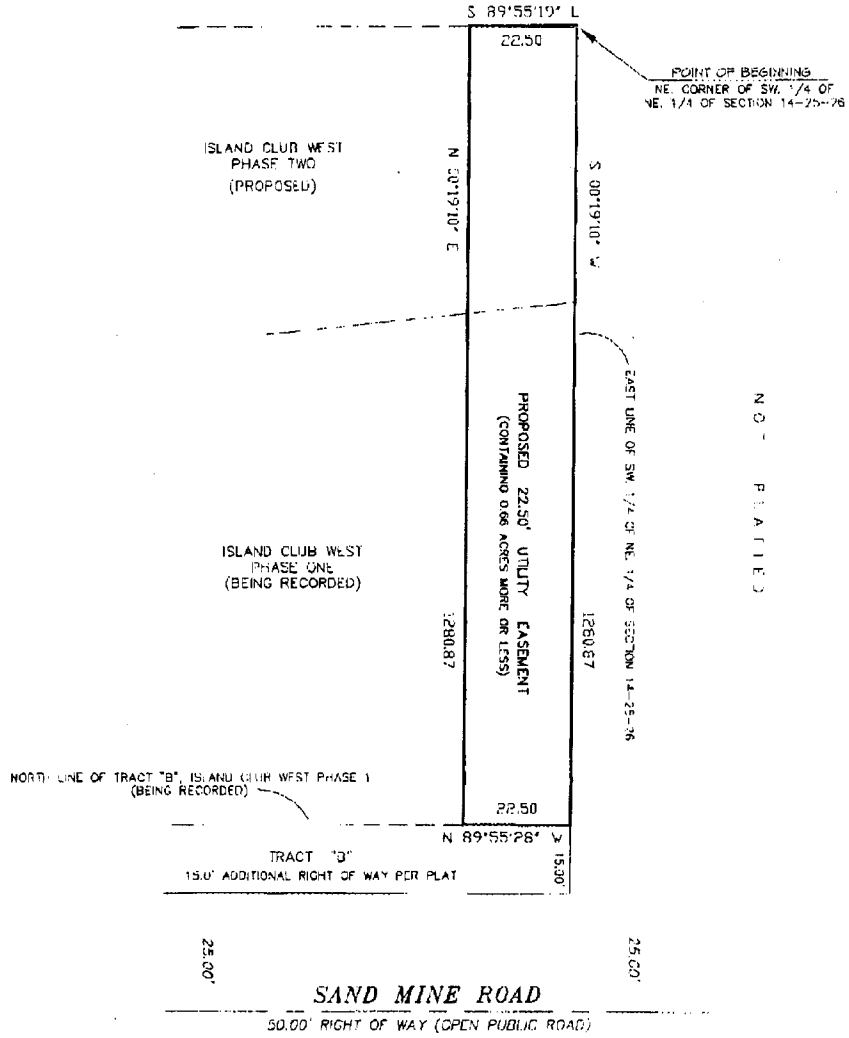 S 89°55'19" E
22.50
POINT OF BEGINNING
NE. CORNER OF SW. 1/4 OF
NE. 1/4 OF SECTION 14-25-26
ISLAND CLUB WEST
PHASE TWO
(PROPOSED)
N 00°19'10" E
S 00°19'10" W
EAST LINE OF SW. 1/4 OF NE. 1/4 OF SECTION 14-25-26
NOT PLATTED
PROPOSED 22.50' UTILITY EASEMENT
(CONTAINING 0.66 ACRES MORE OR LESS)
ISLAND CLUB WEST
PHASE ONE
(BEING RECORDED)
1280.87
1280.87
NORTH LINE OF TRACT "B", ISLAND CLUB WEST PHASE 1
(BEING RECORDED)
22.50
N 89°55'28" W
TRACT "B"
15.0' ADDITIONAL RIGHT OF WAY PER PLAT
15.00'
25.00'
25.00'
SAND MINE ROAD
50.00' RIGHT OF WAY (OPEN PUBLIC ROAD)